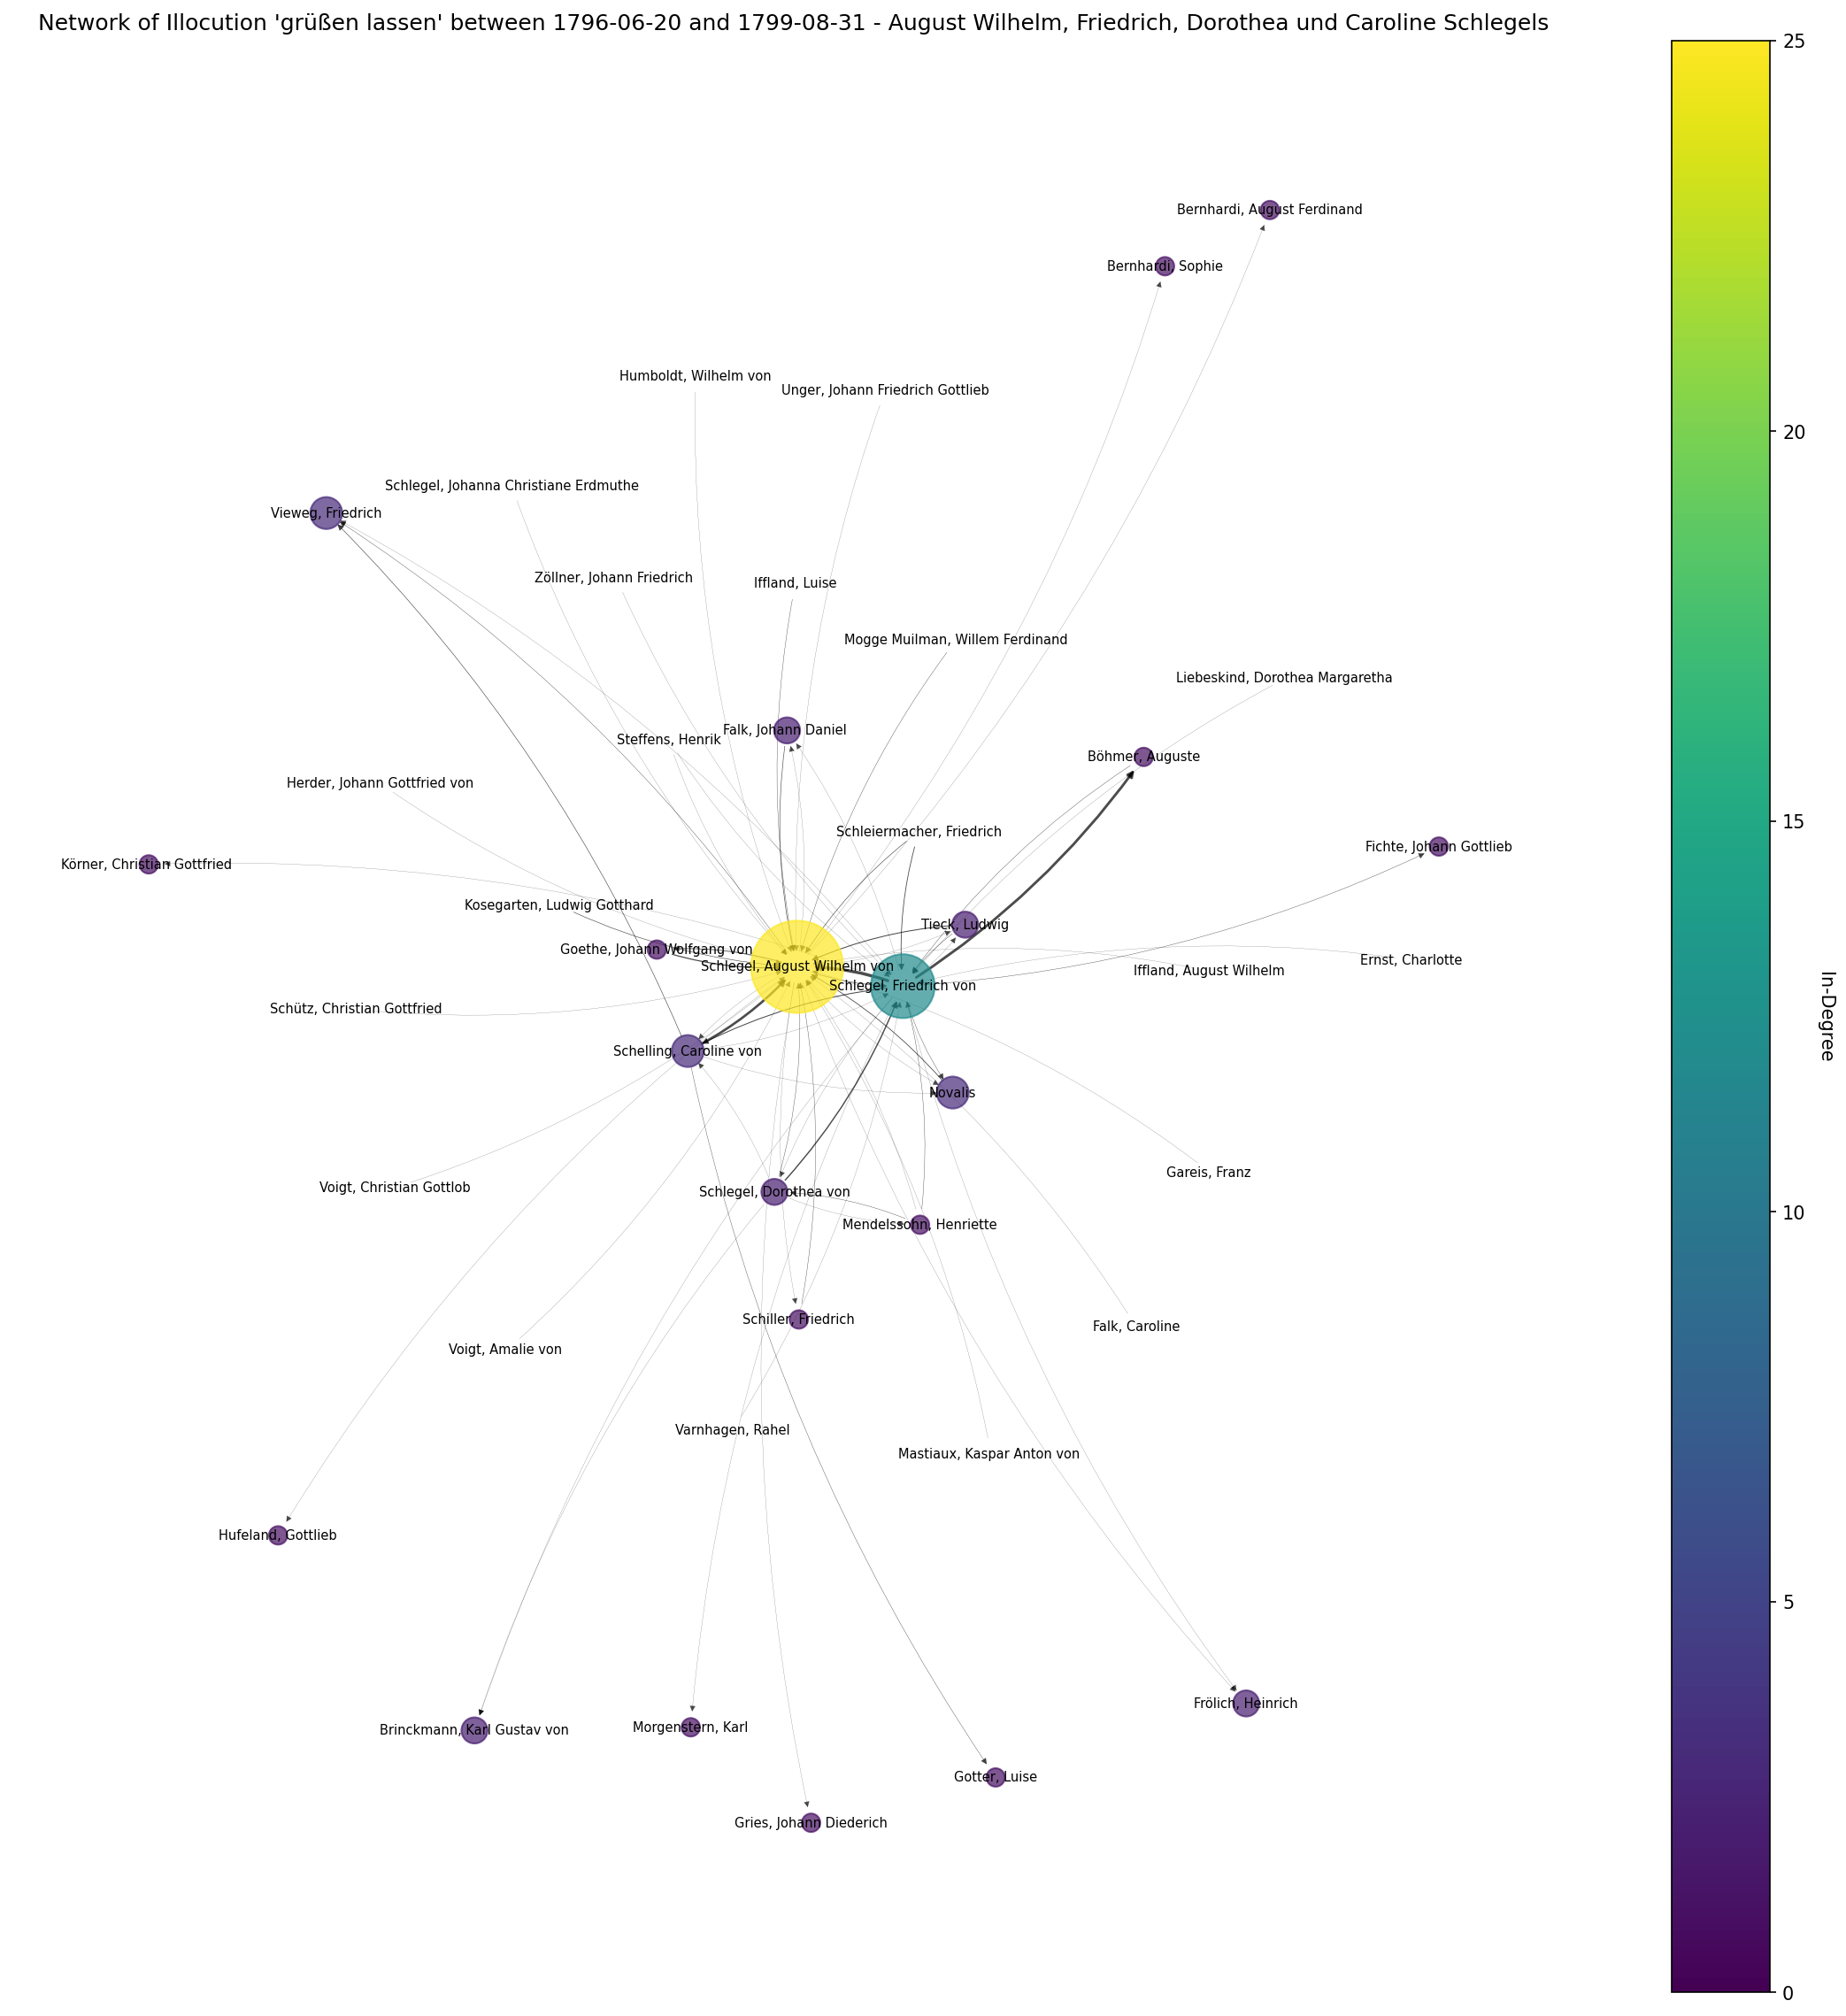 Network of Illocution 'grüßen lassen' between 1796-06-20 and 1799-08-31 - August Wilhelm, Friedrich, Dorothea und Caroline Schlegels
25
Bernhardi, August Ferdinand
Bernhardi, Sophie
Humboldt, Wilhelm von
Unger, Johann Friedrich Gottlieb
20
Schlegel, Johanna Christiane Erdmuthe
Vieweg, Friedrich
Zöllner, Johann Friedrich
Iffland, Luise
Mogge Muilman, Willem Ferdinand
Liebeskind, Dorothea Margaretha
Falk, Johann Daniel
Steffens, Henrik
Böhmer, Auguste
Herder, Johann Gottfried von
15
Schleiermacher, Friedrich
Fichte, Johann Gottlieb
Körner, Christian Gottfried
Kosegarten, Ludwig Gotthard
Tieck, Ludwig
Goethe, Johann Wolfgang von
Ernst, Charlotte
Schlegel, August Wilhelm von
Iffland, August Wilhelm
Schlegel, Friedrich von
Schütz, Christian Gottfried
In-Degree
Schelling, Caroline von
Novalis
Gareis, Franz
Voigt, Christian Gottlob
Schlegel, Dorothea von
10
Mendelssohn, Henriette
Schiller, Friedrich
Falk, Caroline
Voigt, Amalie von
Varnhagen, Rahel
Mastiaux, Kaspar Anton von
Hufeland, Gottlieb
5
Frölich, Heinrich
Morgenstern, Karl
Brinckmann, Karl Gustav von
Gotter, Luise
Gries, Johann Diederich
0